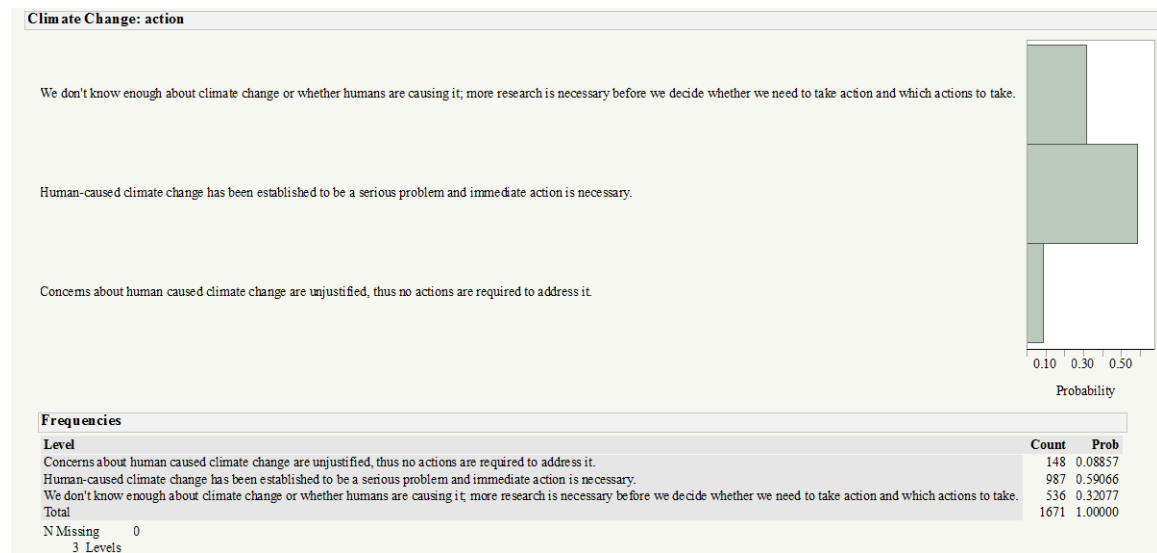 Climate Change: action
We don't know enough about climate change or whether humans are causing it; more research is necessary before we decide whether we need to take action and which actions to take.
Human-caused climate change has been established to be a serious problem and immediate action is necessary.
Concerns about human caused climate change are unjustified, thus no actions are required to address it.
0.10 0.30 0.50
Probability
Frequencies
Level Count Prob
Concerns about human caused climate change are unjustified, thus no actions are required to address it. 148 0.08857
Human-caused climate change has been established to be a serious problem and immediate action is necessary. 987 0.59066
We don't know enough about climate change or whether humans are causing it; more research is necessary before we decide whether we need to take action and which actions to take. 536 0.32077
Total 1671 1.00000
N Missing 0
3 Levels